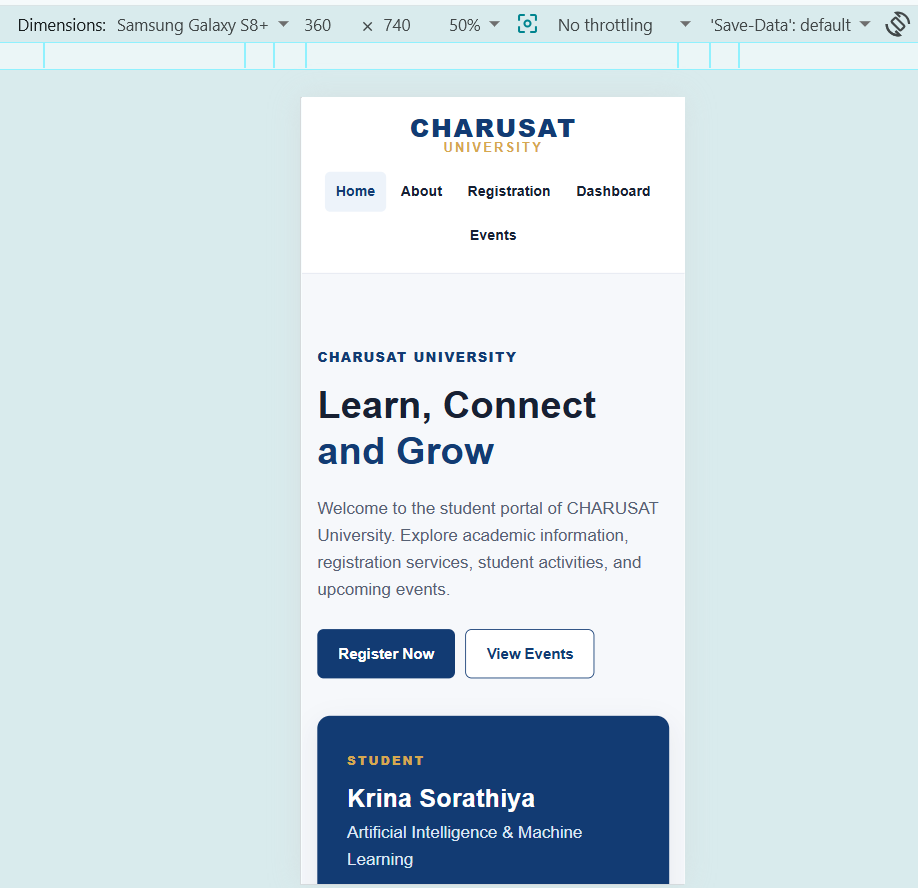 Dimensions: Samsung Galaxy S8+ 360 × 740 50% No throttling 'Save-Data': default
CHARUSAT
UNIVERSITY
Home About Registration Dashboard
Events
CHARUSAT UNIVERSITY
Learn, Connect
and Grow
Welcome to the student portal of CHARUSAT
University. Explore academic information,
registration services, student activities, and
upcoming events.
Register Now View Events
STUDENT
Krina Sorathiya
Artificial Intelligence & Machine
Learning